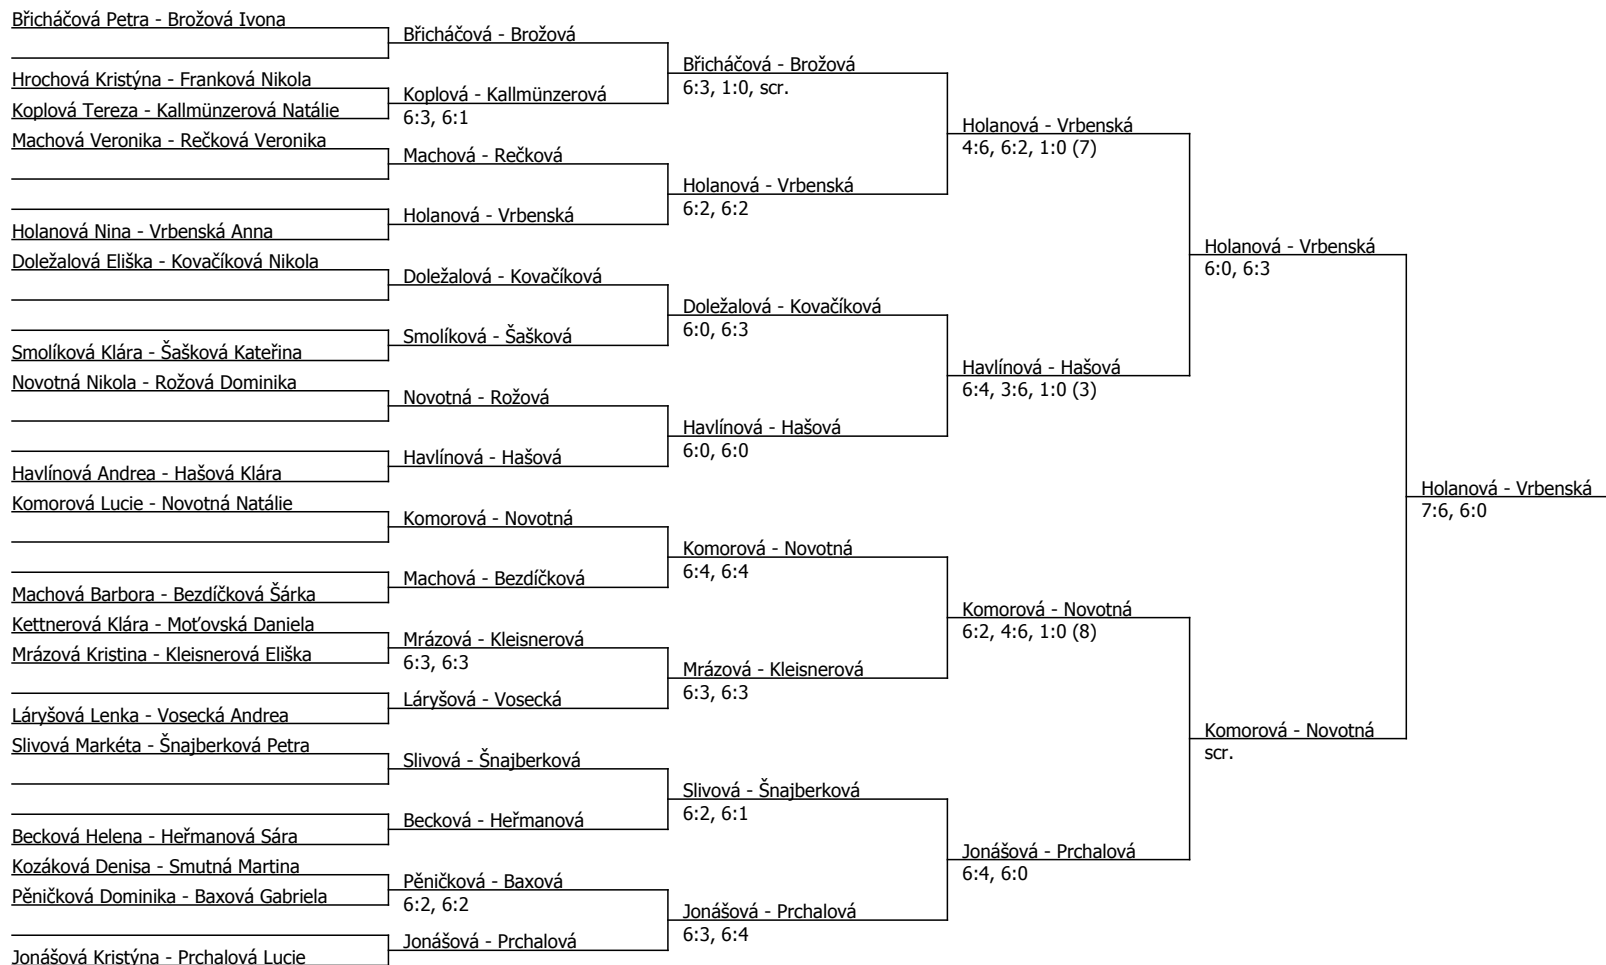 Břicháčová Petra - Brožová Ivona
Hrochová Kristýna - Franková Nikola
Koplová Tereza - Kallmünzerová Natálie
Machová Veronika - Rečková Veronika
Holanová Nina - Vrbenská Anna
Doležalová Eliška - Kovačíková Nikola
Smolíková Klára - Šašková Kateřina
Novotná Nikola - Rožová Dominika
Havlínová Andrea - Hašová Klára
Komorová Lucie - Novotná Natálie
Machová Barbora - Bezdíčková Šárka
Kettnerová Klára - Moťovská Daniela
Mrázová Kristina - Kleisnerová Eliška
Láryšová Lenka - Vosecká Andrea
Slivová Markéta - Šnajberková Petra
Becková Helena - Heřmanová Sára
Kozáková Denisa - Smutná Martina
Pěničková Dominika - Baxová Gabriela
Jonášová Kristýna - Prchalová Lucie
Břicháčová - Brožová
Koplová - Kallmünzerová
6:3, 6:1
Machová - Rečková
Holanová - Vrbenská
Doležalová - Kovačíková
Smolíková - Šašková
Novotná - Rožová
Havlínová - Hašová
Komorová - Novotná
Machová - Bezdíčková
Mrázová - Kleisnerová
6:3, 6:3
Láryšová - Vosecká
Slivová - Šnajberková
Becková - Heřmanová
Pěničková - Baxová
6:2, 6:2
Jonášová - Prchalová
Břicháčová - Brožová
6:3, 1:0, scr.
Holanová - Vrbenská
6:2, 6:2
Doležalová - Kovačíková
6:0, 6:3
Havlínová - Hašová
6:0, 6:0
Komorová - Novotná
6:4, 6:4
Mrázová - Kleisnerová
6:3, 6:3
Slivová - Šnajberková
6:2, 6:1
Jonášová - Prchalová
6:3, 6:4
Holanová - Vrbenská
4:6, 6:2, 1:0 (7)
Havlínová - Hašová
6:4, 3:6, 1:0 (3)
Komorová - Novotná
6:2, 4:6, 1:0 (8)
Jonášová - Prchalová
6:4, 6:0
Holanová - Vrbenská
6:0, 6:3
Komorová - Novotná
scr.
Holanová - Vrbenská
7:6, 6:0